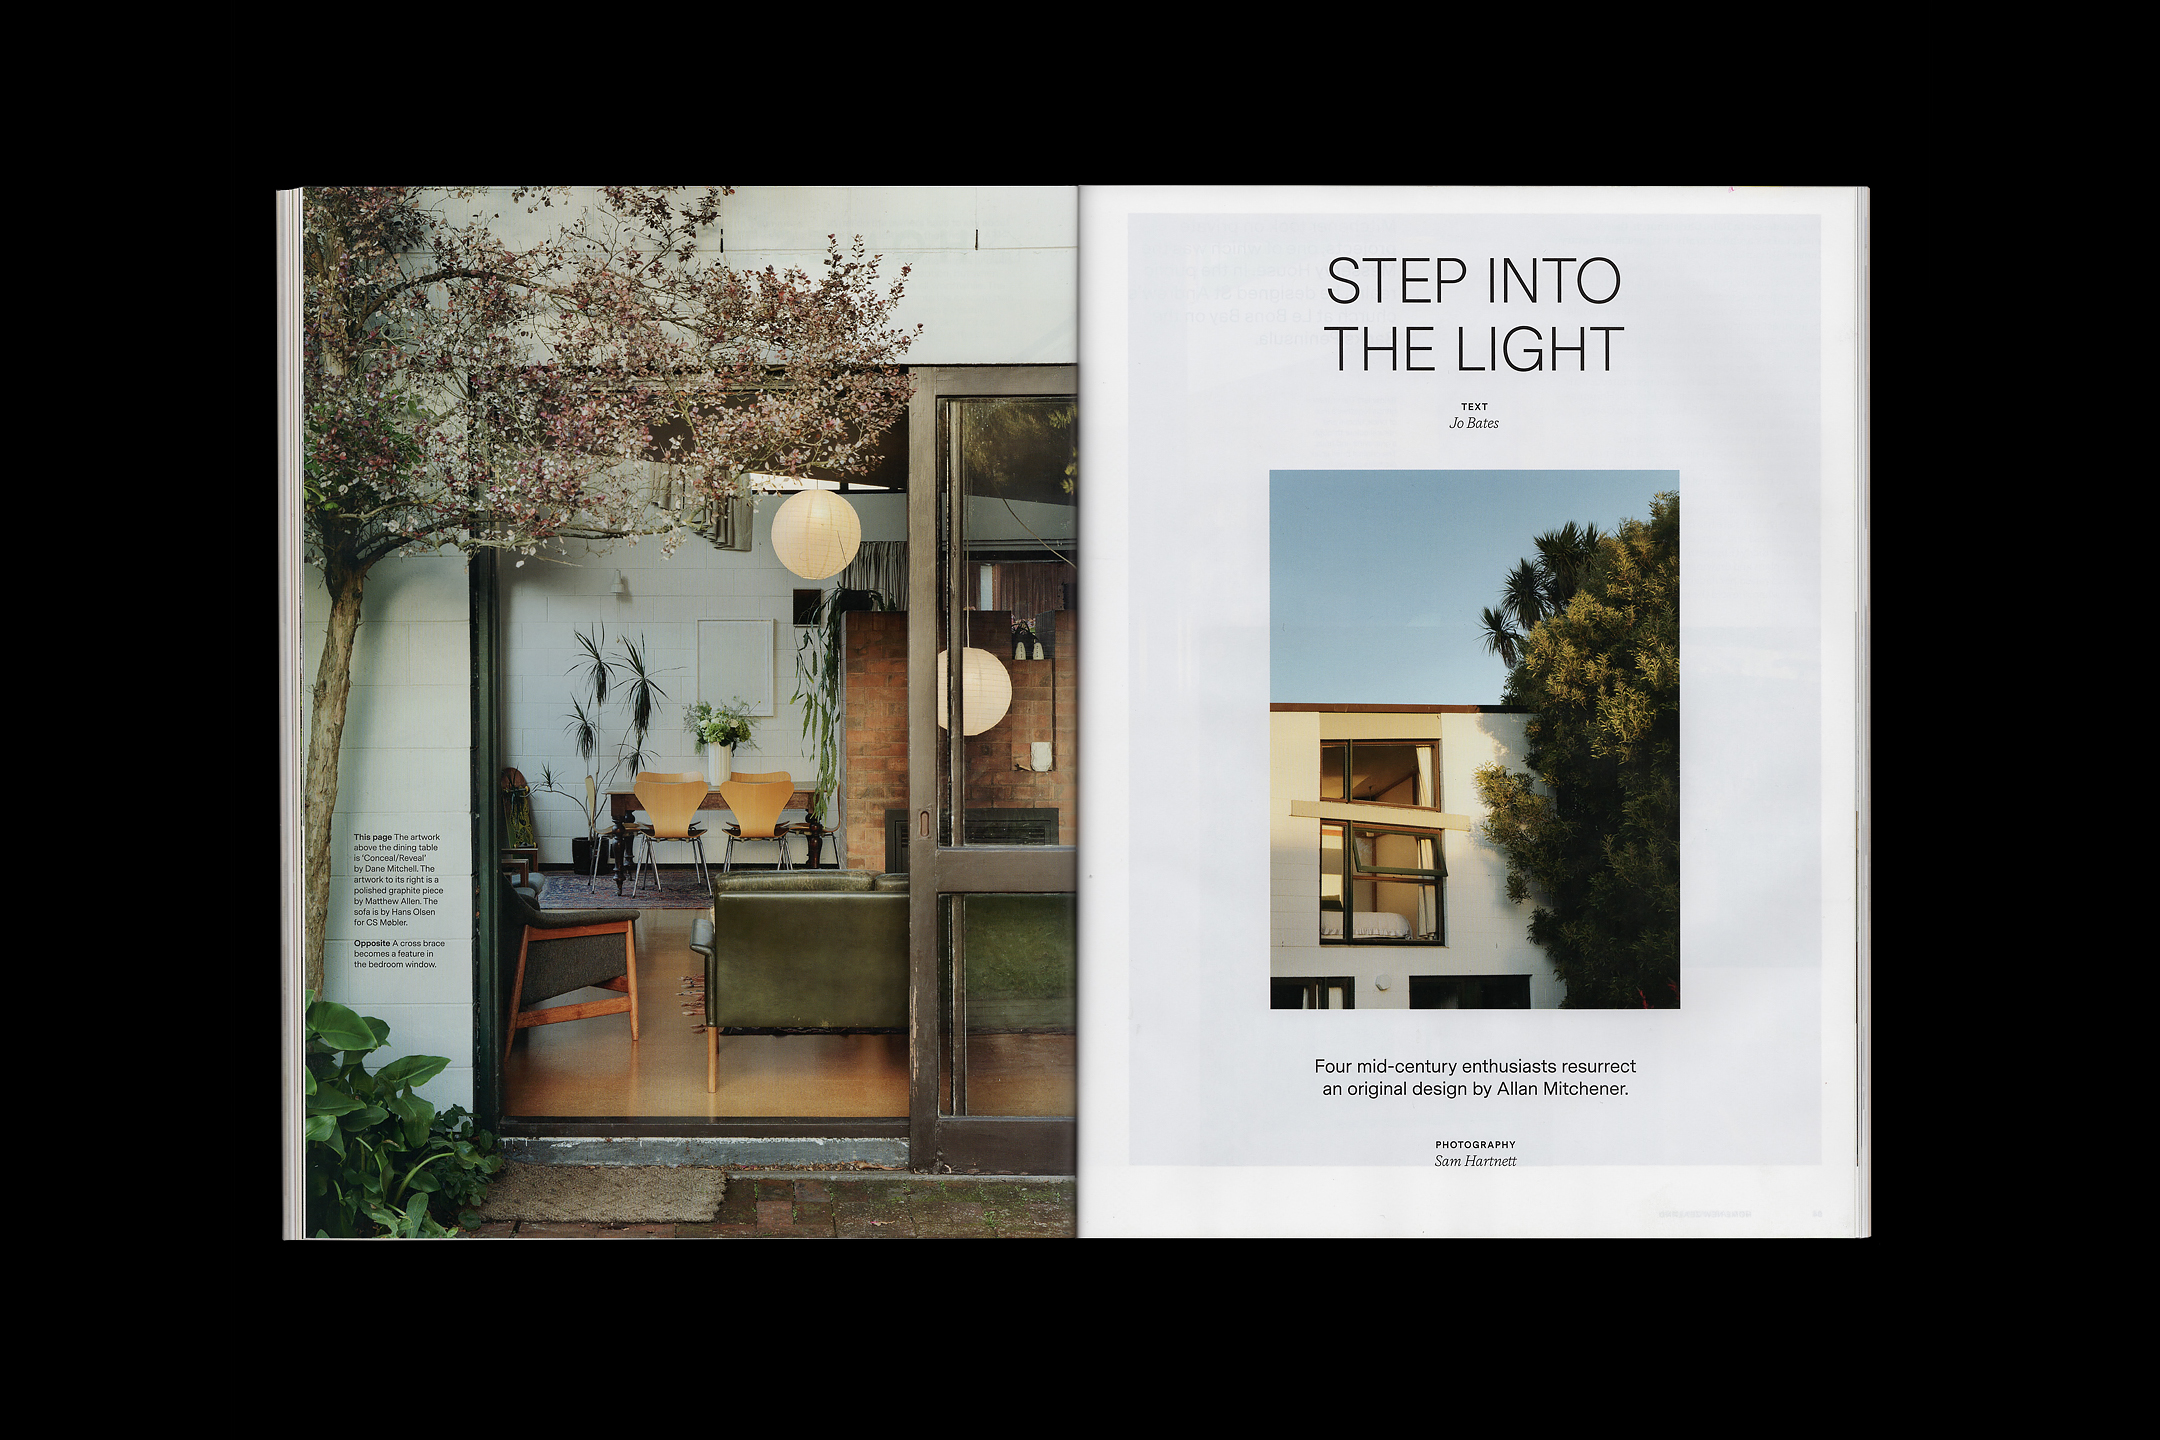 This page The artwork
above the dining table
is ‘Conceal/Reveal’
by Dane Mitchell. The
artwork to its right is a
polished graphite piece
by Matthew Allen. The
sofa is by Hans Olsen
for CS Møbler.
Opposite A cross brace
becomes a feature in
the bedroom window.
STEP INTO
THE LIGHT
TEXT
Jo Bates
Four mid-century enthusiasts resurrect
an original design by Allan Mitchener.
PHOTOGRAPHY
Sam Hartnett